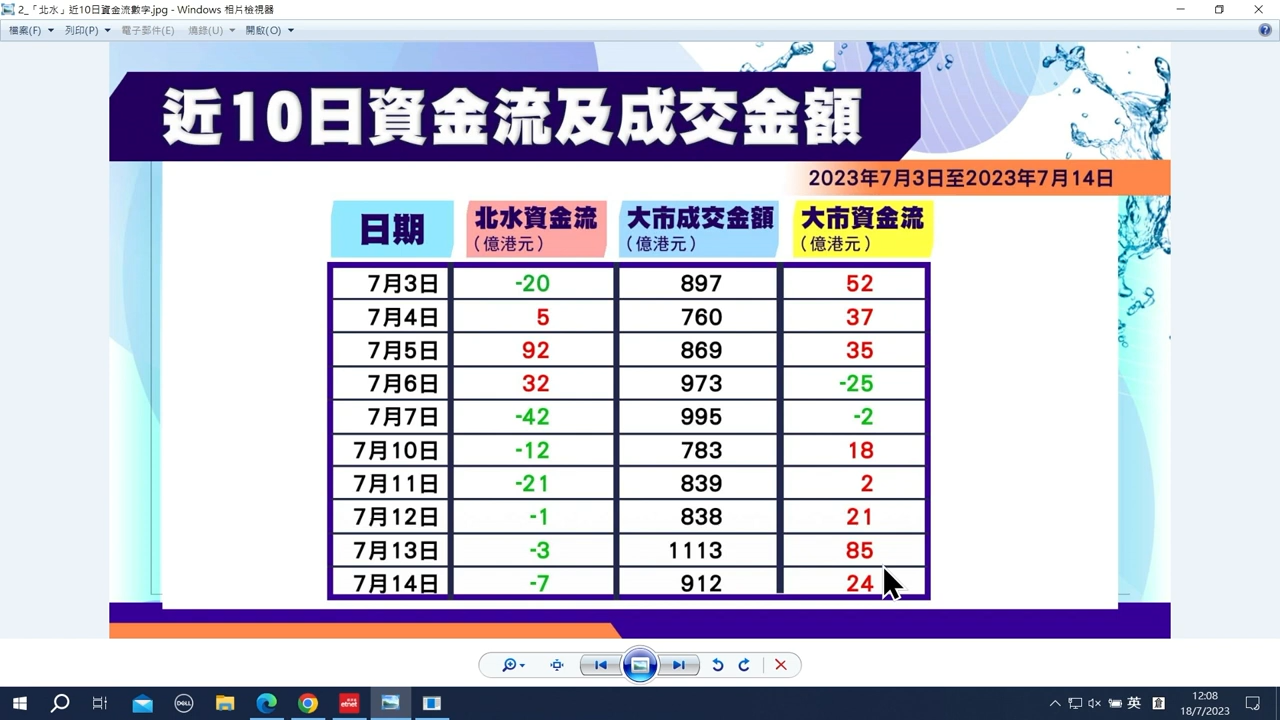 2_「北水」近10日資金流數字.jpg - Windows 相片檢視器
檔案(F) 列印(P) 電子郵件(E) 燒錄(U) 開啟(O)
近10日資金流及成交金額
2023年7月3日至2023年7月14日
日期 北水資金流 大市成交金額 大市資金流
（億港元） （億港元） （億港元）
7月3日 -20 897 52
7月4日 5 760 37
7月5日 92 869 35
7月6日 32 973 -25
7月7日 -42 995 -2
7月10日 -12 783 18
7月11日 -21 839 2
7月12日 -1 838 21
7月13日 -3 1113 85
7月14日 -7 912 24
DELL
etnet
英
12:08
18/7/2023